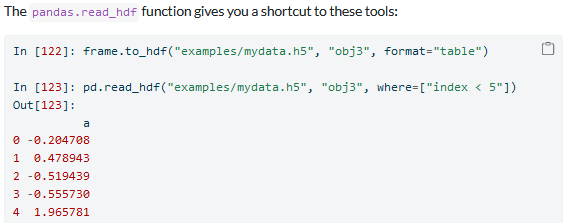 The pandas.read_hdf function gives you a shortcut to these tools:
In [122]: frame.to_hdf("examples/mydata.h5", "obj3", format="table")
In [123]: pd.read_hdf("examples/mydata.h5", "obj3", where=["index < 5"])
Out[123]:
a
0 -0.204708
1  0.478943
2 -0.519439
3 -0.555730
4  1.965781